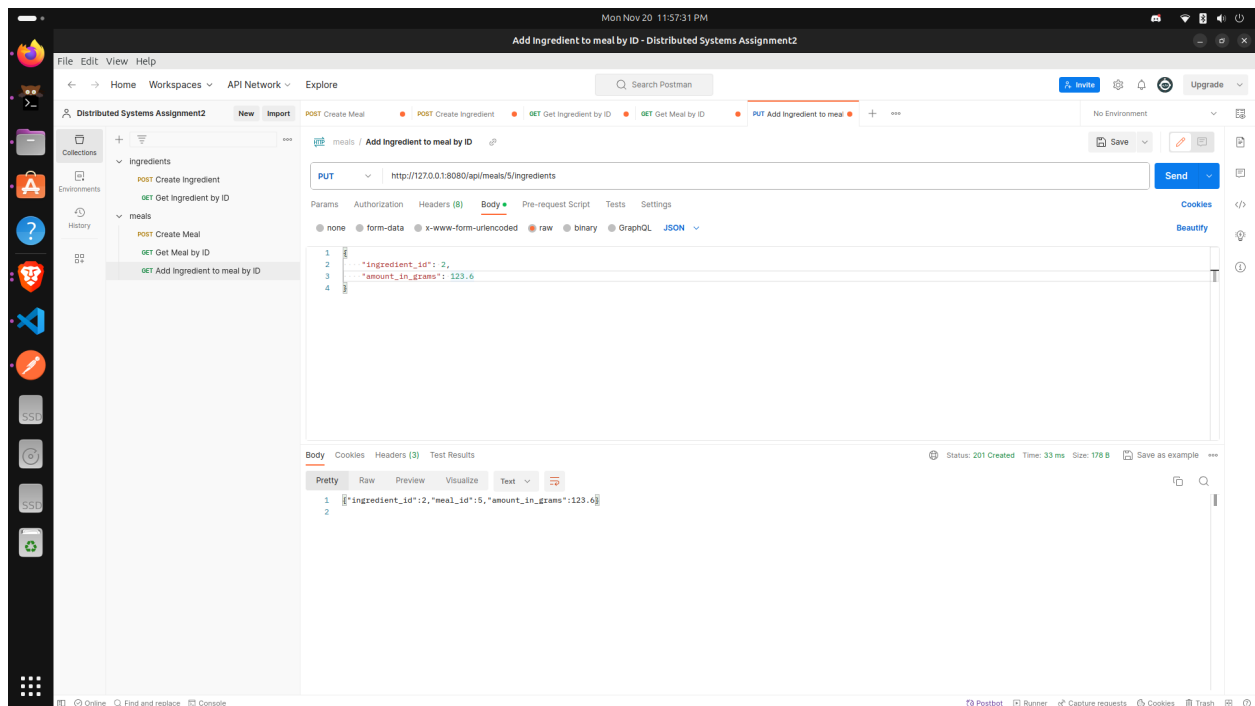 Mon Nov 20 11:57:31 PM
Add Ingredient to meal by ID - Distributed Systems Assignment2
File Edit View Help
Home Workspaces API Network Explore
Search Postman
Invite
Upgrade
Distributed Systems Assignment2 New Import
POST Create Meal POST Create Ingredient GET Get Ingredient by ID GET Get Meal by ID PUT Add Ingredient to meal
No Environment
Collections
Environments
History
ingredients
POST Create Ingredient
GET Get Ingredient by ID
meals
POST Create Meal
GET Get Meal by ID
GET Add Ingredient to meal by ID
HTTP meals / Add Ingredient to meal by ID
Save
PUT http://127.0.0.1:8080/api/meals/5/ingredients
Send
Params Authorization Headers (8) Body Pre-request Script Tests Settings Cookies
none form-data x-www-form-urlencoded raw binary GraphQL JSON Beautify
1 {
2 "ingredient_id": 2,
3 "amount_in_grams": 123.6
4 }
Body Cookies Headers (3) Test Results Status: 201 Created Time: 33 ms Size: 178 B Save as example
Pretty Raw Preview Visualize Text
1 {"ingredient_id":2,"meal_id":5,"amount_in_grams":123.6}
2
SSD
SSD
Online Find and replace Console
Postbot Runner Capture requests Cookies Trash